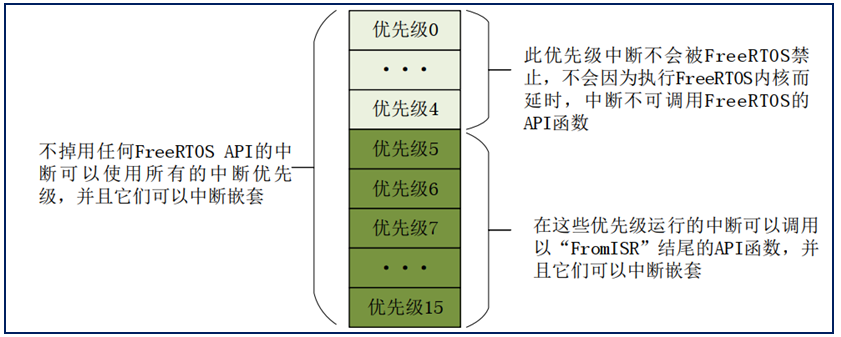 不掉用任何FreeRTOS API的中
断可以使用所有的中断优先
级，并且它们可以中断嵌套
优先级0
···
优先级4
优先级5
优先级6
优先级7
···
优先级15
此优先级中断不会被FreeRTOS禁
止，不会因为执行FreeRTOS内核而
延时，中断不可调用FreeRTOS的
API函数
在这些优先级运行的中断可以调用
以“FromISR”结尾的API函数，并
且它们可以中断嵌套